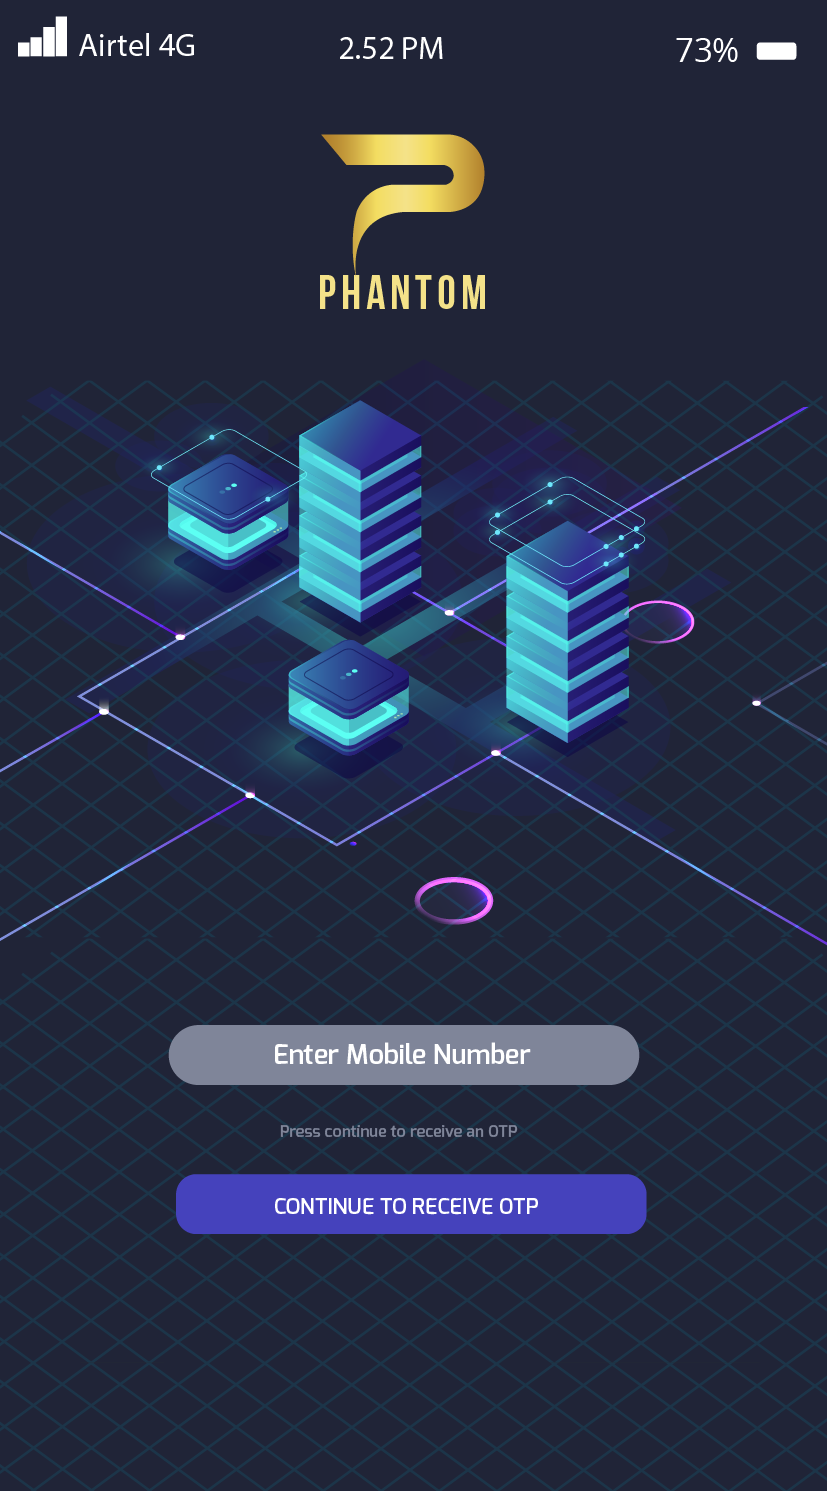 Airtel 4G 2.52 PM 73%
PHANTOM
Enter Mobile Number
Press continue to receive an OTP
CONTINUE TO RECEIVE OTP